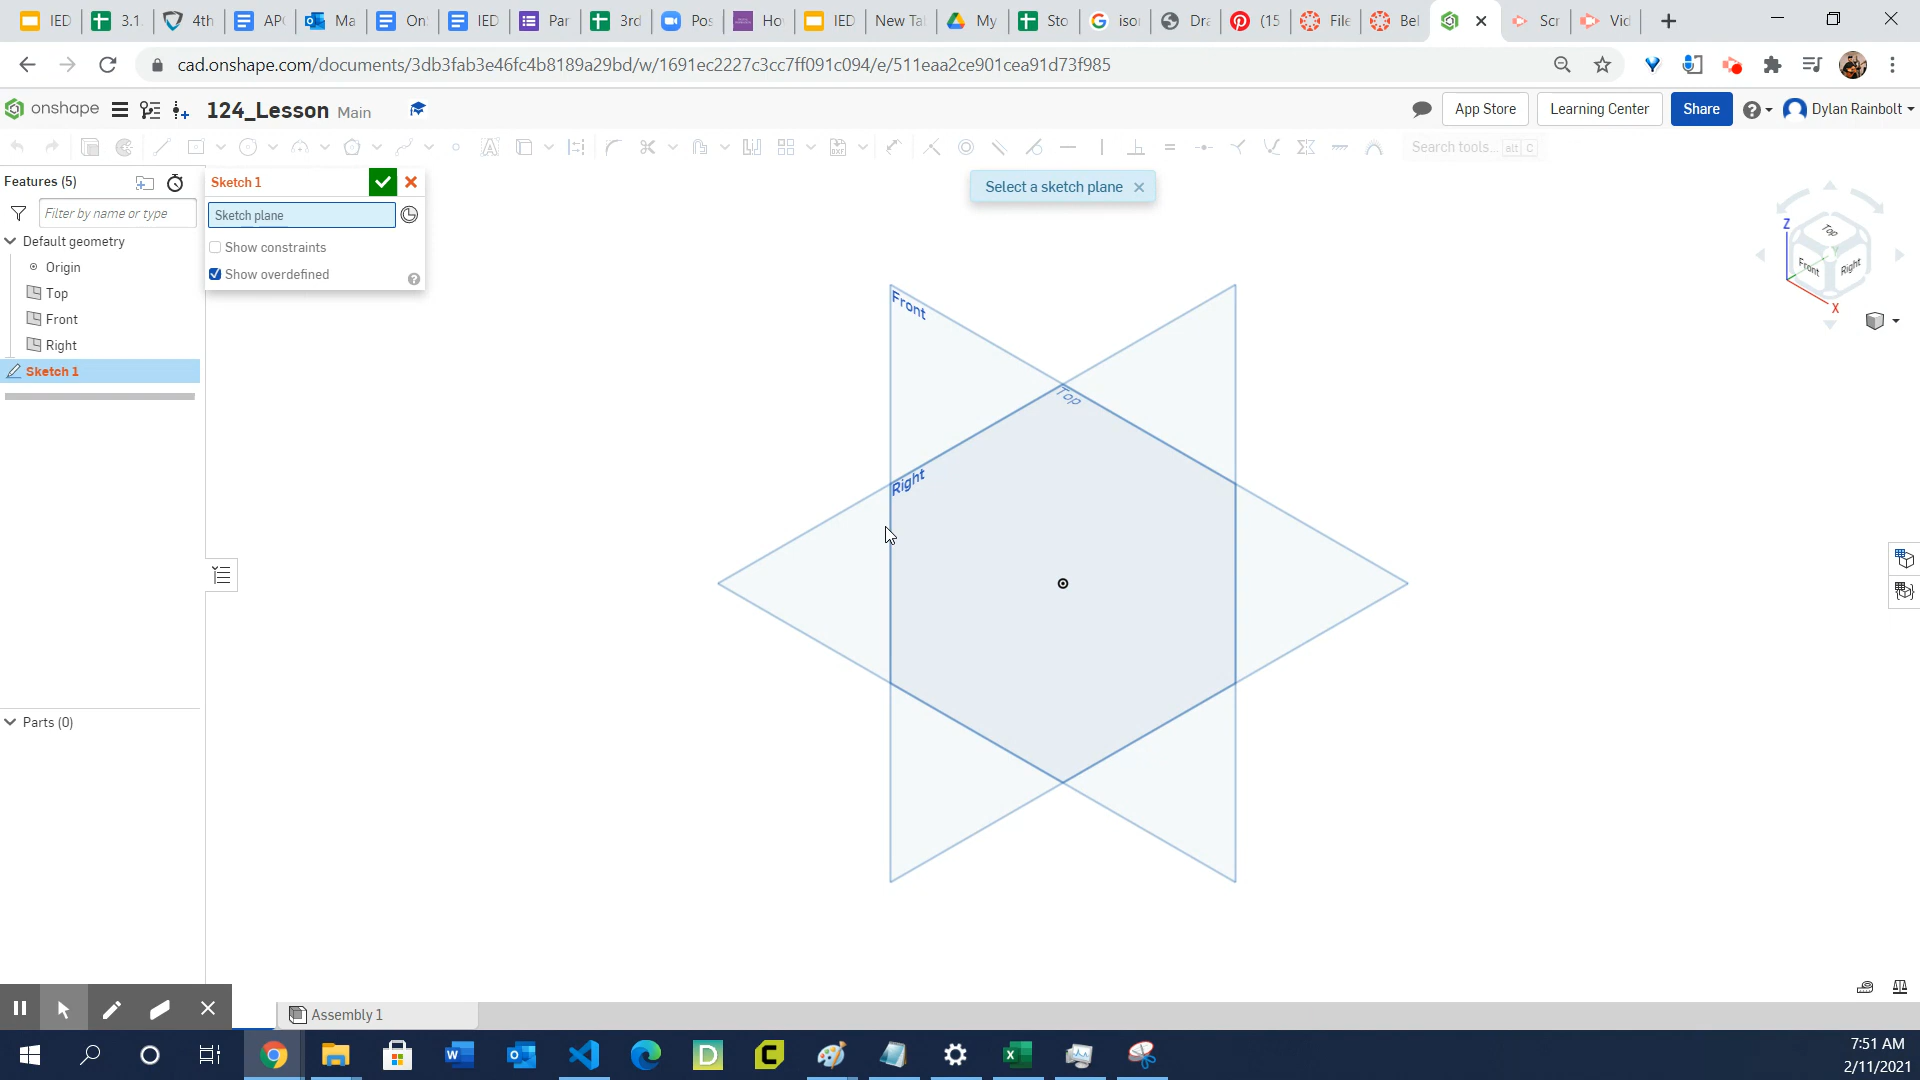 IED
3.1.
4th
APC
Ma
On
IED
Par
3rd
Pos
Ho
IED
New Ta
My
Sto
isor
Dra
(15
File
Bel
Scr
Vid
cad.onshape.com/documents/3db3fab3e46fc4b8189a29bd/w/1691ec2227c3cc7ff091c094/e/511eaa2ce901cea91d73f985
onshape
124_Lesson Main
App Store
Learning Center
Share
Dylan Rainbolt
Search tools... alt C
Features (5)
Filter by name or type
Default geometry
Origin
Top
Front
Right
Sketch 1
Parts (0)
Sketch 1
Sketch plane
Show constraints
Show overdefined
Select a sketch plane
Front
Top
Right
Z
Top
Front
Right
X
Assembly 1
7:51 AM
2/11/2021